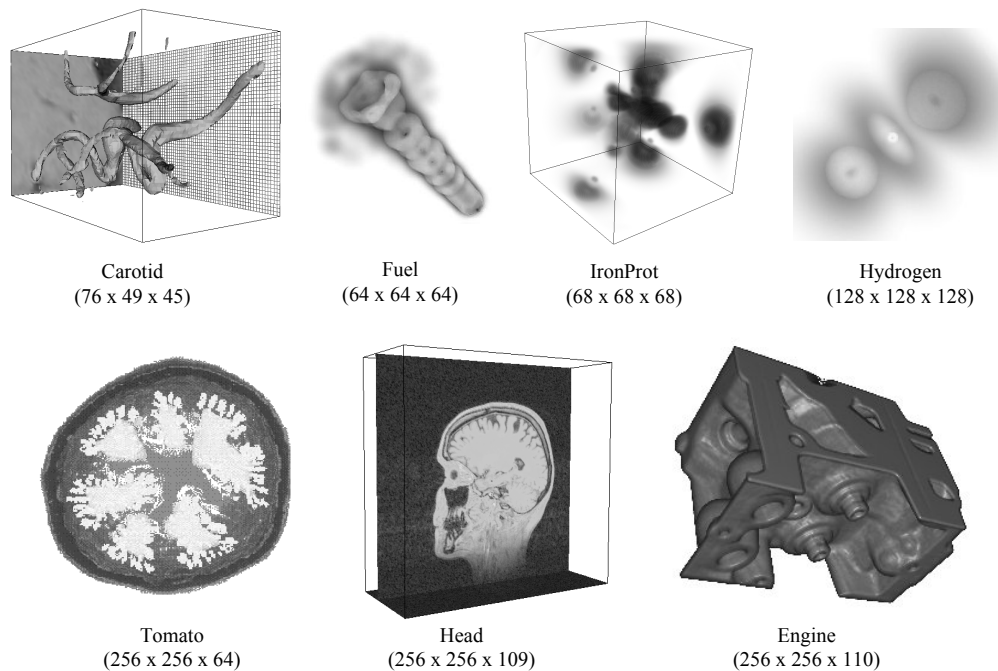 Carotid
(76 x 49 x 45)
Fuel
(64 x 64 x 64)
IronProt
(68 x 68 x 68)
Hydrogen
(128 x 128 x 128)
Tomato
(256 x 256 x 64)
Head
(256 x 256 x 109)
Engine
(256 x 256 x 110)